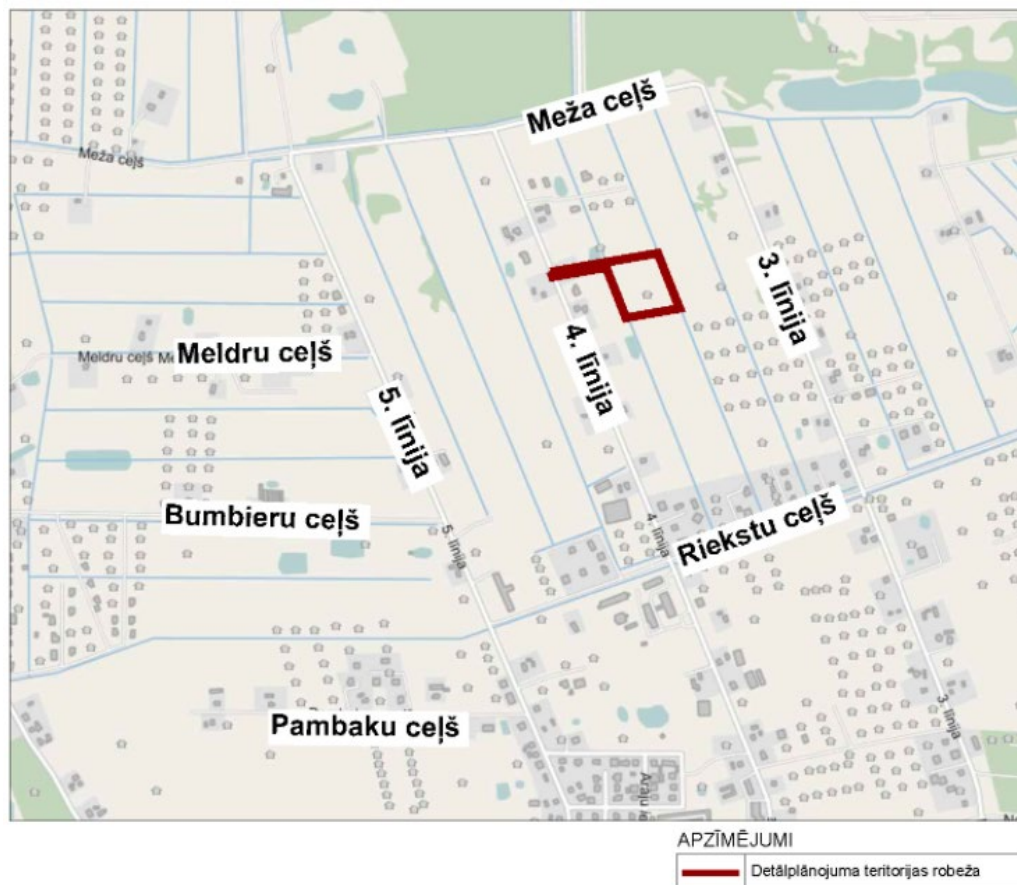 Meža ceļš
Meža ceļš
3. līnija
4. līnija
Meldru ceļš
Meldru ceļš
5. līnija
Bumbieru ceļš
Riekstu ceļš
4. līnija
5. līnija
Pambaku ceļš
3. līnija
APZĪMĒJUMI
Detālplānojuma teritorijas robeža